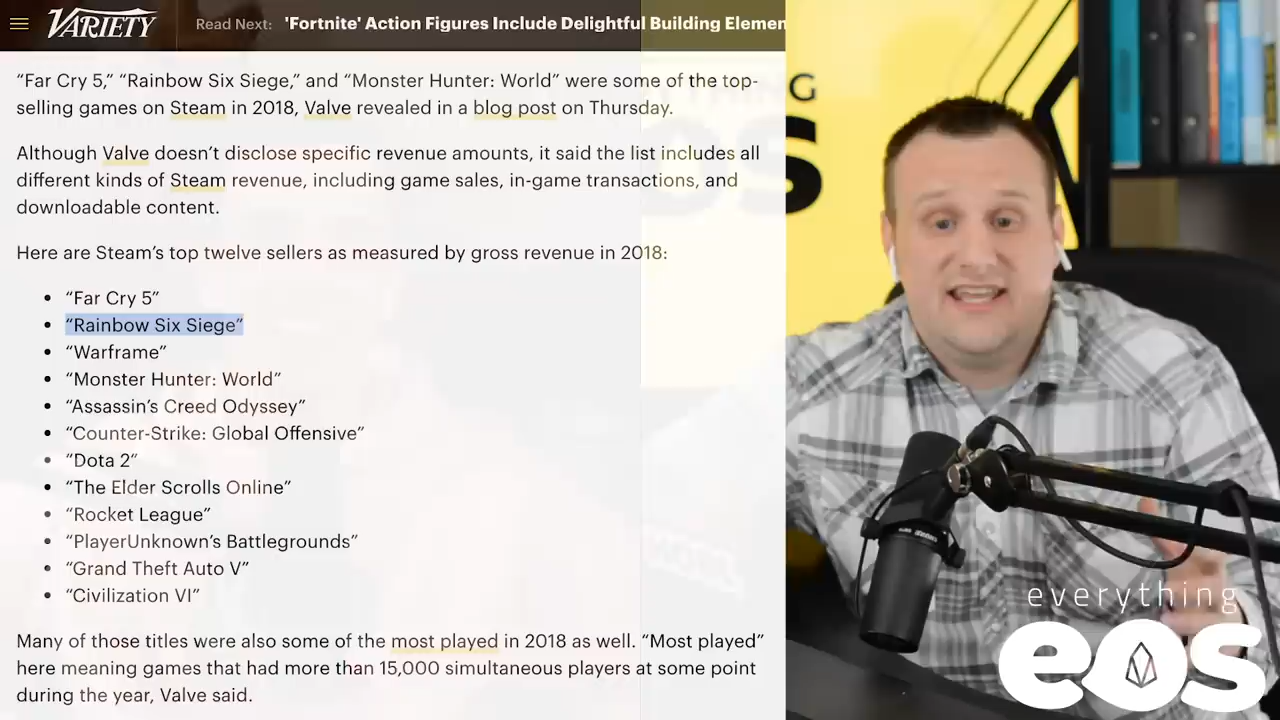 VARIETY
Read Next: 'Fortnite' Action Figures Include Delightful Building Elemen
“Far Cry 5,” “Rainbow Six Siege,” and “Monster Hunter: World” were some of the top-
selling games on Steam in 2018, Valve revealed in a blog post on Thursday.
Although Valve doesn’t disclose specific revenue amounts, it said the list includes all
different kinds of Steam revenue, including game sales, in-game transactions, and
downloadable content.
Here are Steam’s top twelve sellers as measured by gross revenue in 2018:
• “Far Cry 5”
• “Rainbow Six Siege”
• “Warframe”
• “Monster Hunter: World”
• “Assassin’s Creed Odyssey”
• “Counter-Strike: Global Offensive”
• “Dota 2”
• “The Elder Scrolls Online”
• “Rocket League”
• “PlayerUnknown’s Battlegrounds”
• “Grand Theft Auto V”
• “Civilization VI”
Many of those titles were also some of the most played in 2018 as well. “Most played”
here meaning games that had more than 15,000 simultaneous players at some point
during the year, Valve said.
everything
eos